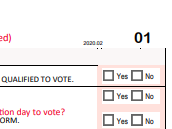 ed)
2020.02 01
QUALIFIED TO VOTE. Yes No
Yes No
tion day to vote?
ORM. Yes No